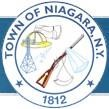 TOWN OF NIAGARA, N.Y.
1812